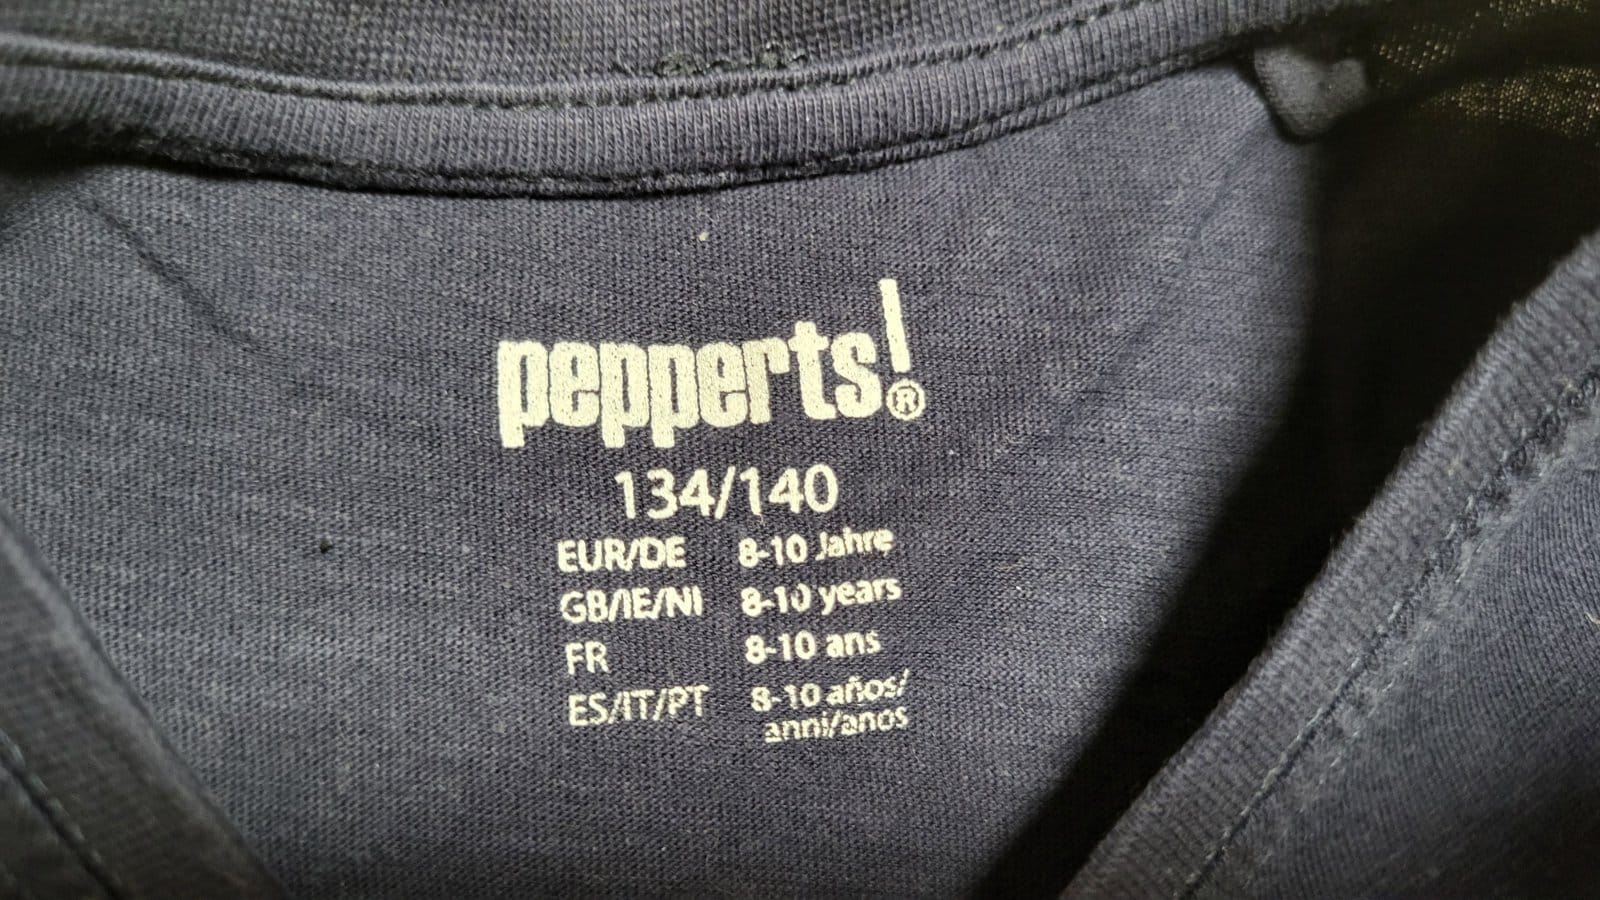 pepperts!®
134/140
EUR/DE 8-10 Jahre
GB/IE/NI 8-10 years
FR 8-10 ans
ES/IT/PT 8-10 años/
anni/anos